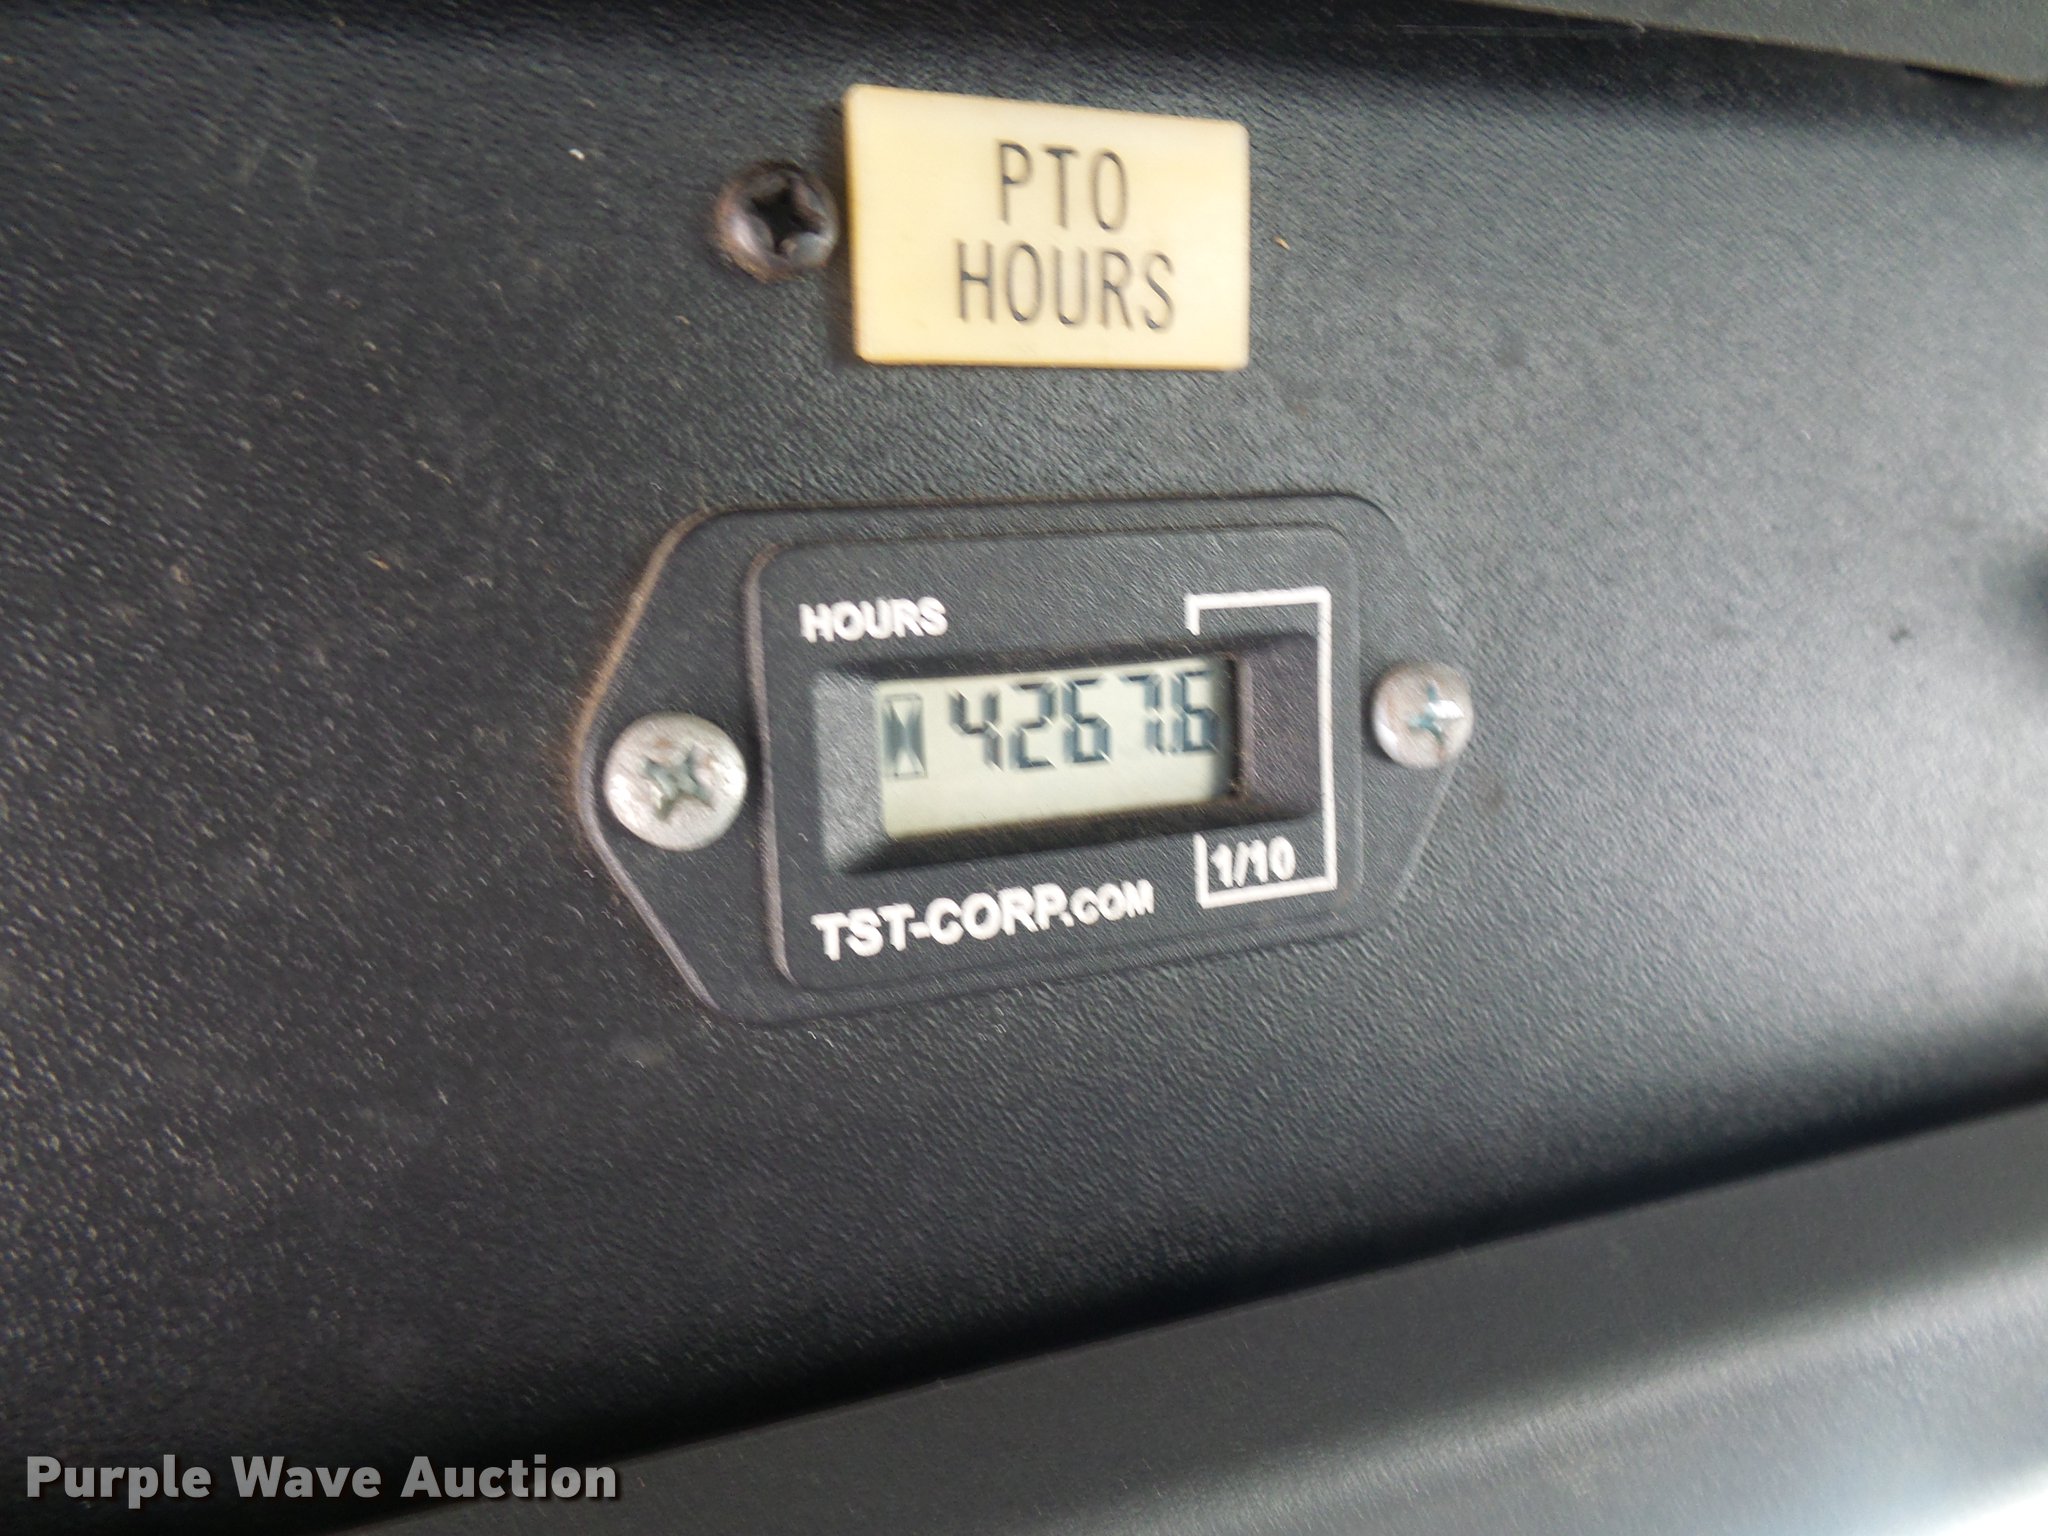 PTO
HOURS
HOURS
4267.6
1/10
TST-CORP.COM
Purple Wave Auction